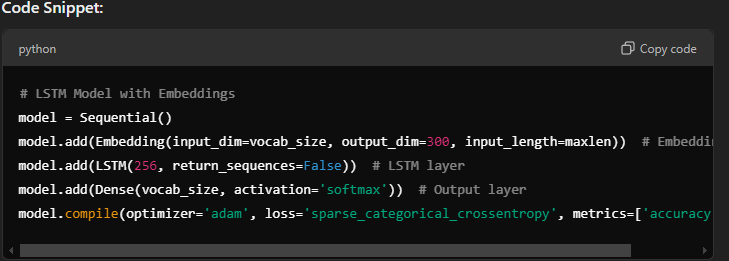 Code Snippet:
python
Copy code
# LSTM Model with Embeddings
model = Sequential()
model.add(Embedding(input_dim=vocab_size, output_dim=300, input_length=maxlen))  # Embeddin
model.add(LSTM(256, return_sequences=False))  # LSTM layer
model.add(Dense(vocab_size, activation='softmax'))  # Output layer
model.compile(optimizer='adam', loss='sparse_categorical_crossentropy', metrics=['accuracy